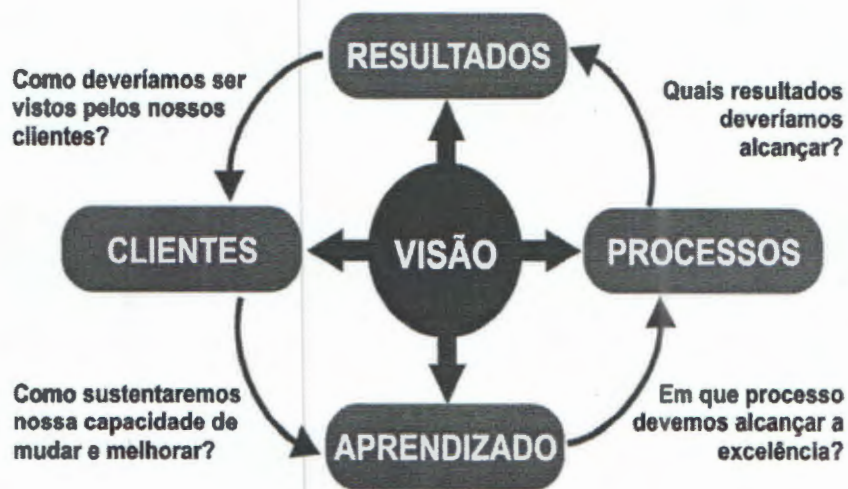 RESULTADOS
Como deveríamos ser
vistos pelos nossos
clientes?
Quais resultados
deveríamos
alcançar?
CLIENTES
VISÃO
PROCESSOS
Como sustentaremos
nossa capacidade de
mudar e melhorar?
Em que processo
devemos alcançar a
excelência?
APRENDIZADO